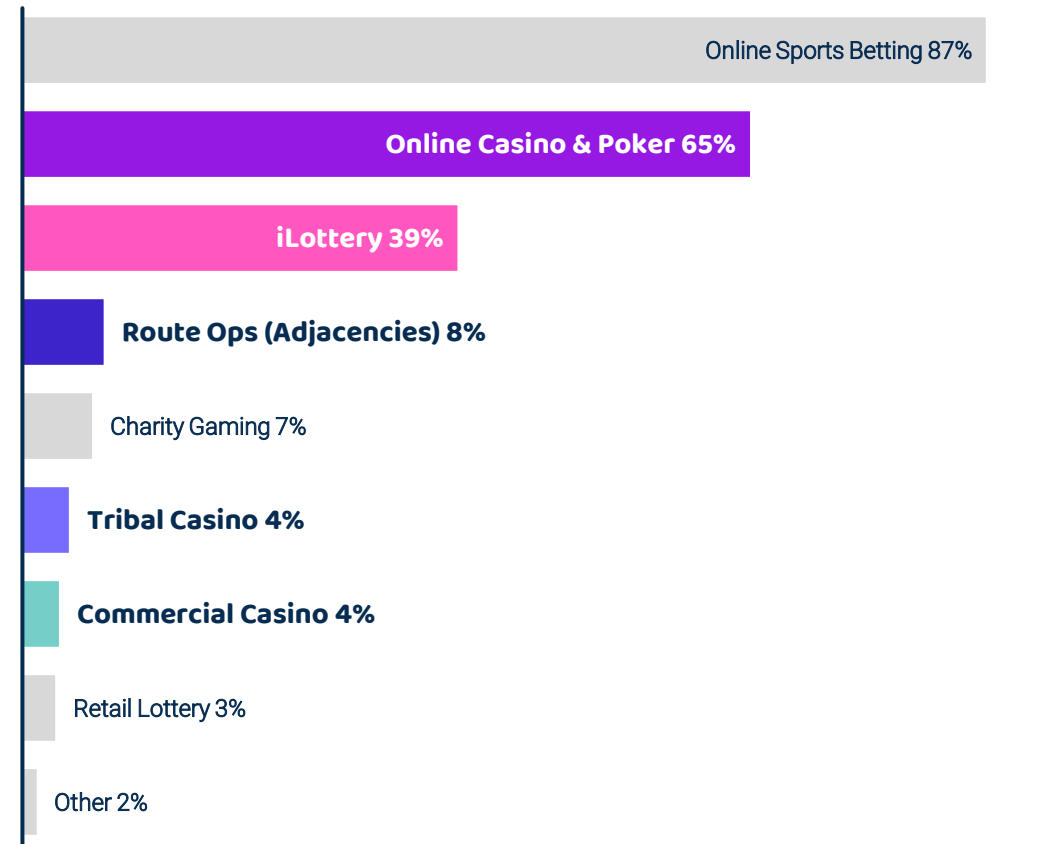 Online Sports Betting 87%
Online Casino & Poker 65%
iLottery 39%
Route Ops (Adjacencies) 8%
Charity Gaming 7%
Tribal Casino 4%
Commercial Casino 4%
Retail Lottery 3%
Other 2%